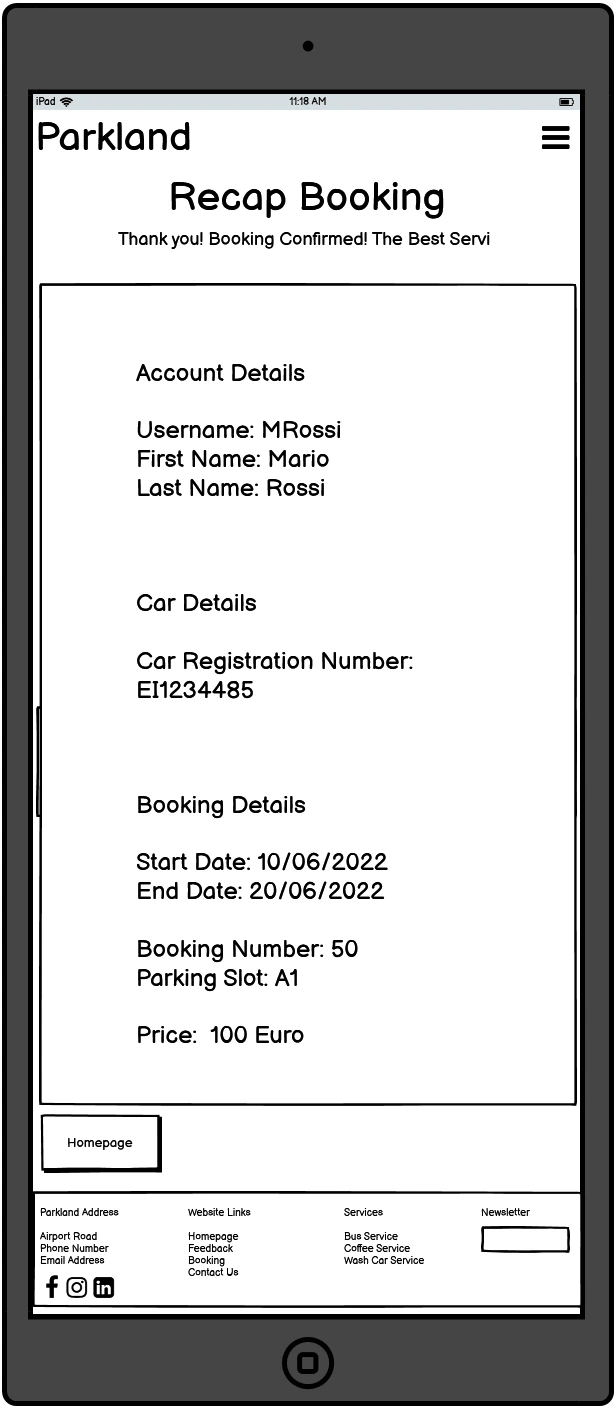 iPad 11:18 AM
Parkland
Recap Booking
Thank you! Booking Confirmed! The Best Servi
Account Details
Username: MRossi
First Name: Mario
Last Name: Rossi
Car Details
Car Registration Number:
EI1234485
Booking Details
Start Date: 10/06/2022
End Date: 20/06/2022
Booking Number: 50
Parking Slot: A1
Price: 100 Euro
Homepage
Parkland Address
Airport Road
Phone Number
Email Address
Website Links
Homepage
Feedback
Booking
Contact Us
Services
Bus Service
Coffee Service
Wash Car Service
Newsletter